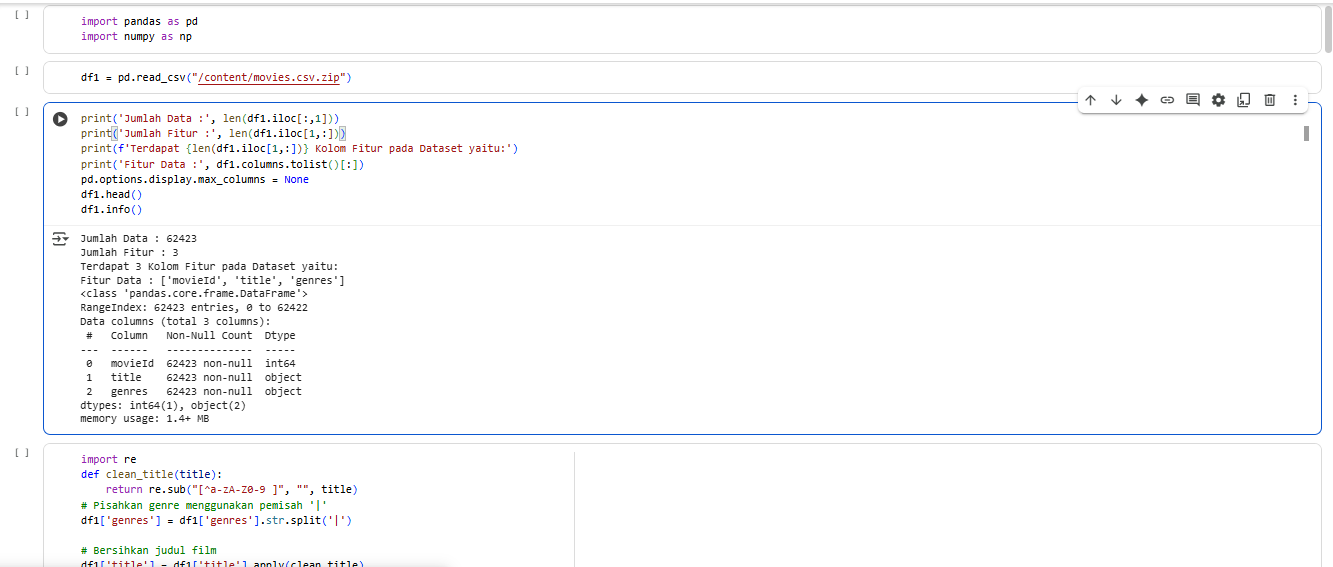 [ ]
import pandas as pd
import numpy as np
[ ]
df1 = pd.read_csv("/content/movies.csv.zip")
[ ]
print('Jumlah Data :', len(df1.iloc[:,1]))
print('Jumlah Fitur :', len(df1.iloc[1,:]))
print(f'Terdapat {len(df1.iloc[1,:])} Kolom Fitur pada Dataset yaitu:')
print('Fitur Data :', df1.columns.tolist()[:])
pd.options.display.max_columns = None
df1.head()
df1.info()
Jumlah Data : 62423
Jumlah Fitur : 3
Terdapat 3 Kolom Fitur pada Dataset yaitu:
Fitur Data : ['movieId', 'title', 'genres']
<class 'pandas.core.frame.DataFrame'>
RangeIndex: 62423 entries, 0 to 62422
Data columns (total 3 columns):
 #   Column   Non-Null Count  Dtype
---  ------   --------------  -----
 0   movieId  62423 non-null  int64
 1   title    62423 non-null  object
 2   genres   62423 non-null  object
dtypes: int64(1), object(2)
memory usage: 1.4+ MB
[ ]
import re
def clean_title(title):
    return re.sub("[^a-zA-Z0-9 ]", "", title)
# Pisahkan genre menggunakan pemisah '|'
df1['genres'] = df1['genres'].str.split('|')
# Bersihkan judul film
df1['title'] = df1['title'].apply(clean_title)